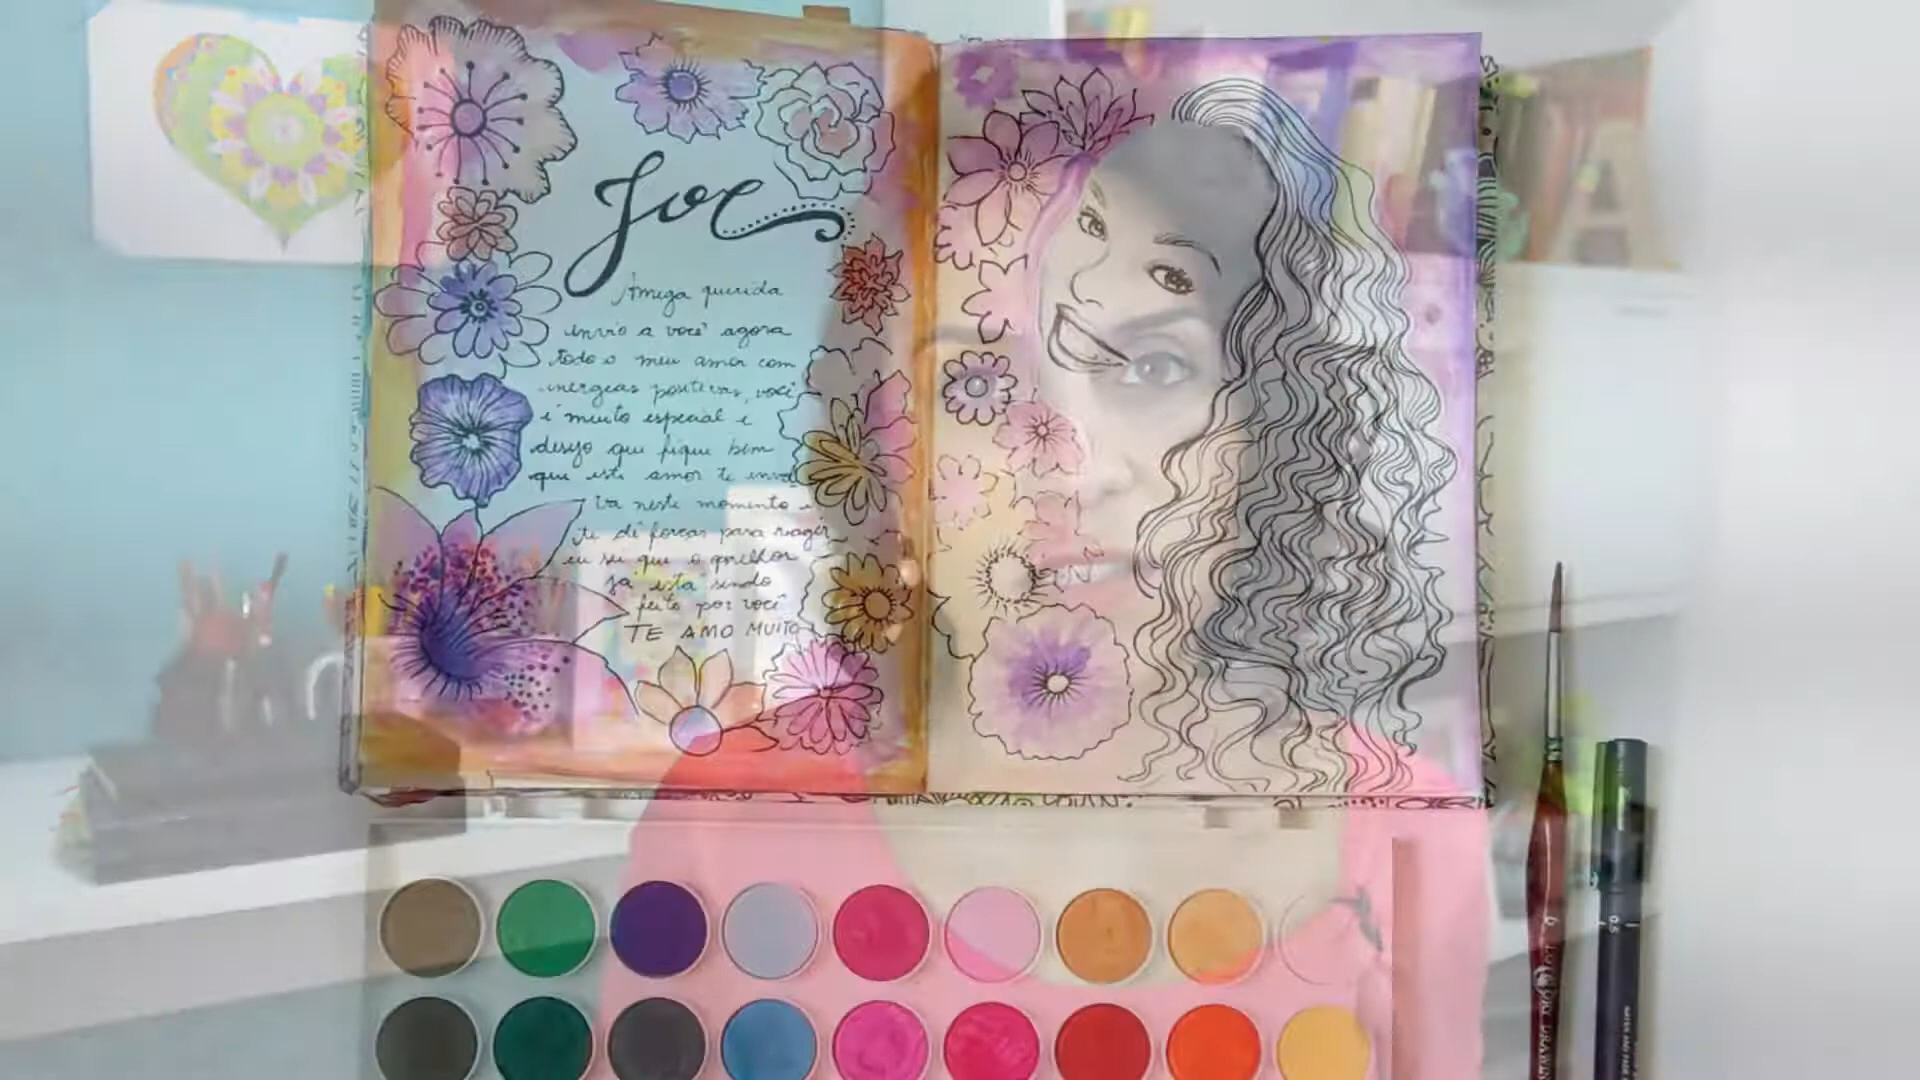 Joe
Amiga querida
envio a você agora
todo o meu amor com
energias positivas, você
é muito especial e
desejo que fique bem
que este amor te envol
va neste momento e
te dê forças para reagir
eu sei que o melhor
já está sendo
feito por você
TE AMO MUITO
A
0.5